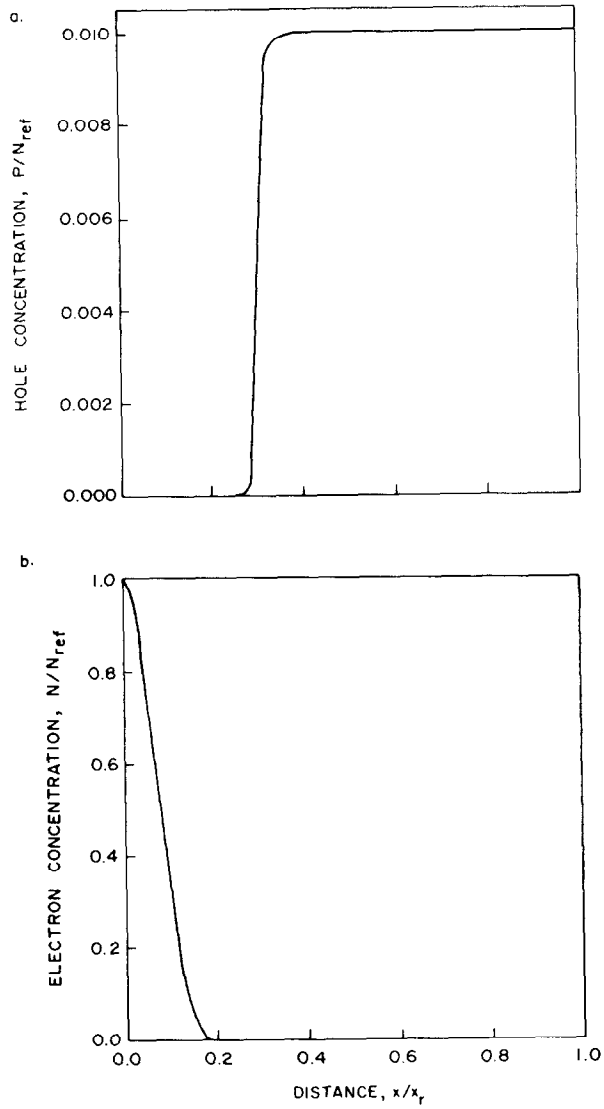 a.
HOLE CONCENTRATION, P/N_ref
0.010
0.008
0.006
0.004
0.002
0.000
b.
ELECTRON CONCENTRATION, N/N_ref
1.0
0.8
0.6
0.4
0.2
0.0
0.0 0.2 0.4 0.6 0.8 1.0
DISTANCE, x/x_r